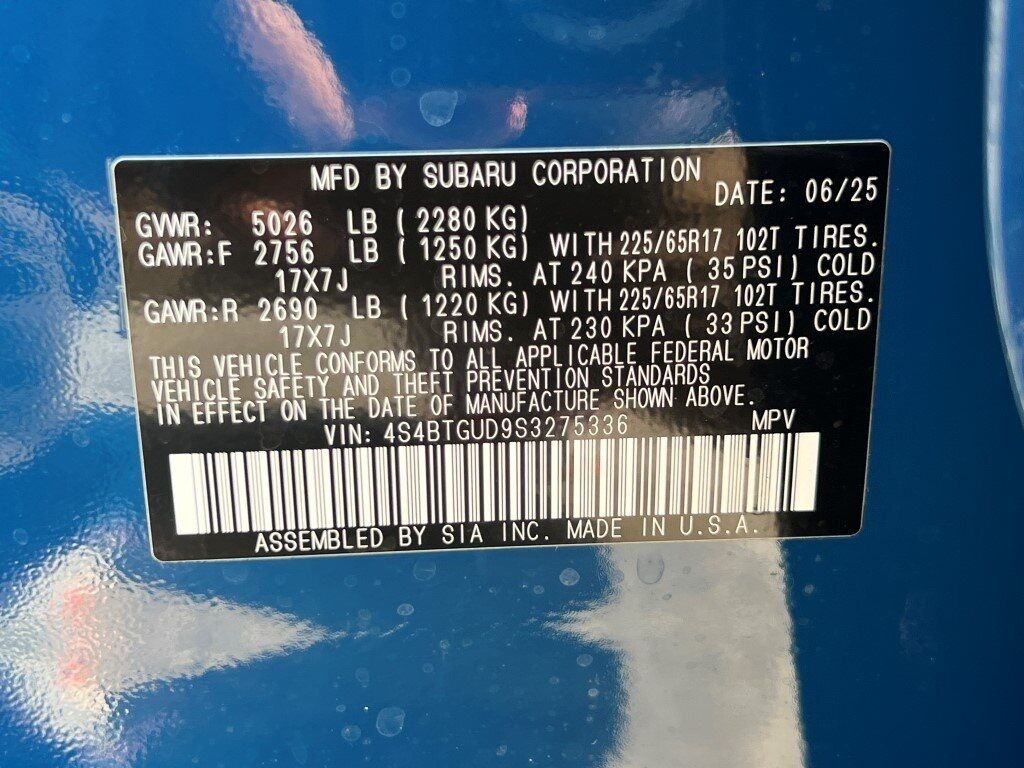 MFD BY SUBARU CORPORATION DATE: 06/25
GVWR: 5026 LB ( 2280 KG)
GAWR:F 2756 LB ( 1250 KG) WITH 225/65R17 102T TIRES.
17X7J RIMS. AT 240 KPA ( 35 PSI) COLD
GAWR:R 2690 LB ( 1220 KG) WITH 225/65R17 102T TIRES.
17X7J RIMS. AT 230 KPA ( 33 PSI) COLD
THIS VEHICLE CONFORMS TO ALL APPLICABLE FEDERAL MOTOR
VEHICLE SAFETY AND THEFT PREVENTION STANDARDS
IN EFFECT ON THE DATE OF MANUFACTURE SHOWN ABOVE.
VIN: 4S4BTGUD9S3275336 MPV
ASSEMBLED BY SIA INC. MADE IN U.S.A.